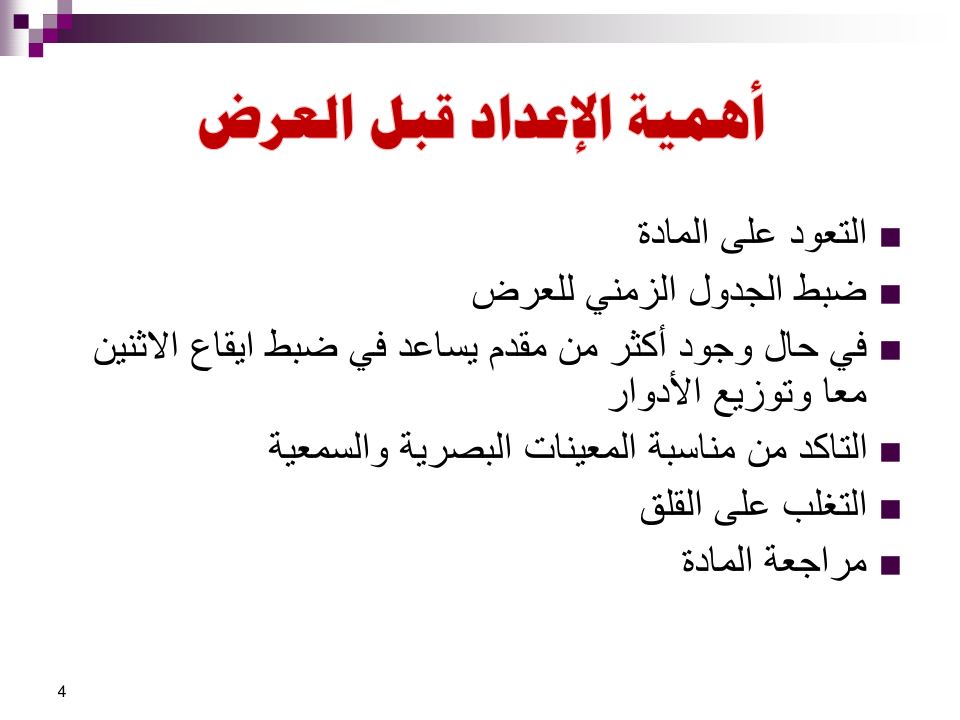 أهمية الإعداد قبل العرض
التعود على المادة
ضبط الجدول الزمني للعرض
في حال وجود أكثر من مقدم يساعد في ضبط ايقاع الاثنين
معا وتوزيع الأدوار
التاكد من مناسبة المعينات البصرية والسمعية
التغلب على القلق
مراجعة المادة
4